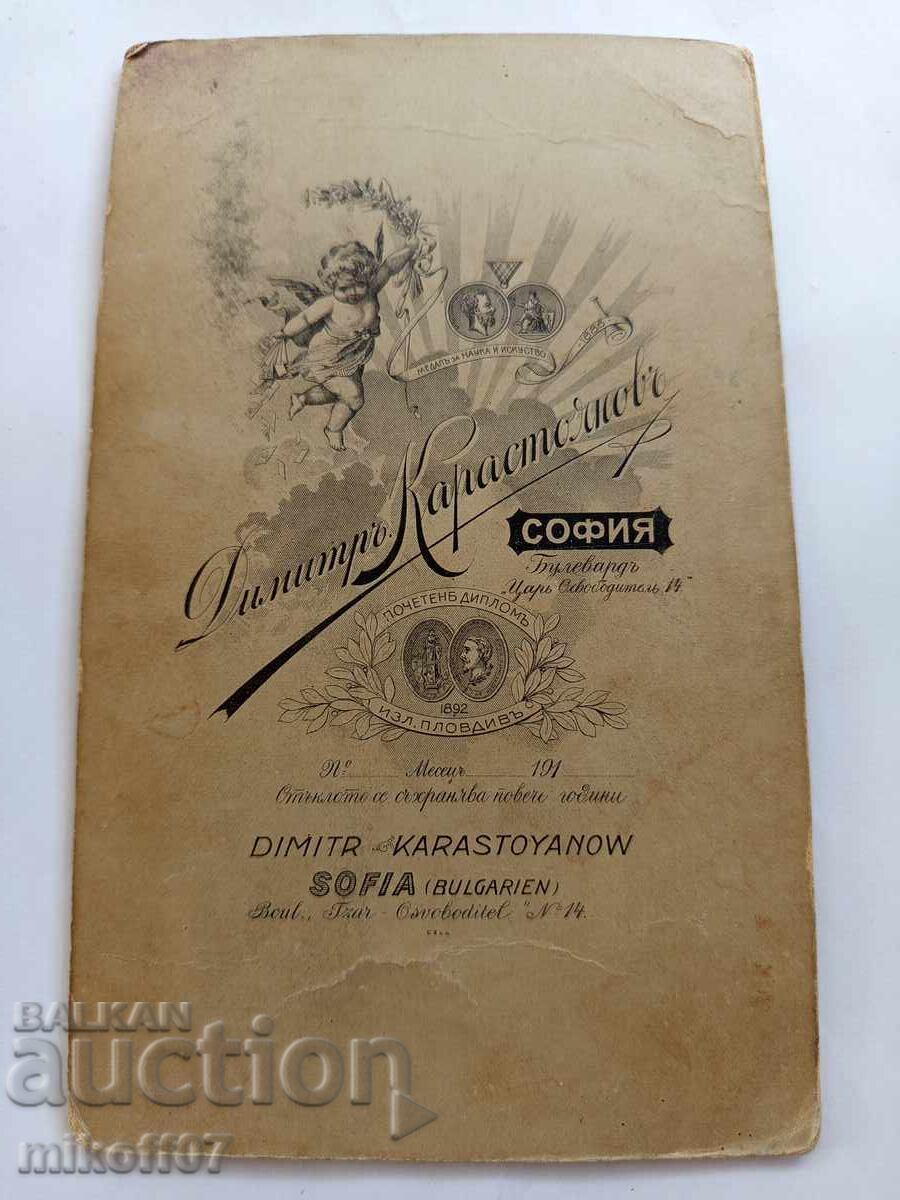 МЕДАЛЪ ЗА НАУКА И ИСКУСТВО
Димитръ Карастояновъ
СОФИЯ
Булевардъ
„Царь Освободитель 14"
ПОЧЕТЕНЪ ДИПЛОМЪ
1892
ИЗЛ. ПЛОВДИВЪ
№ Месецъ 191
Стъклото се съхранява повече години
DIMITR KARASTOYANOW
SOFIA (BULGARIEN)
Boul. „Tzar - Osvoboditel" № 14.
BALKAN
auction
mikoff07